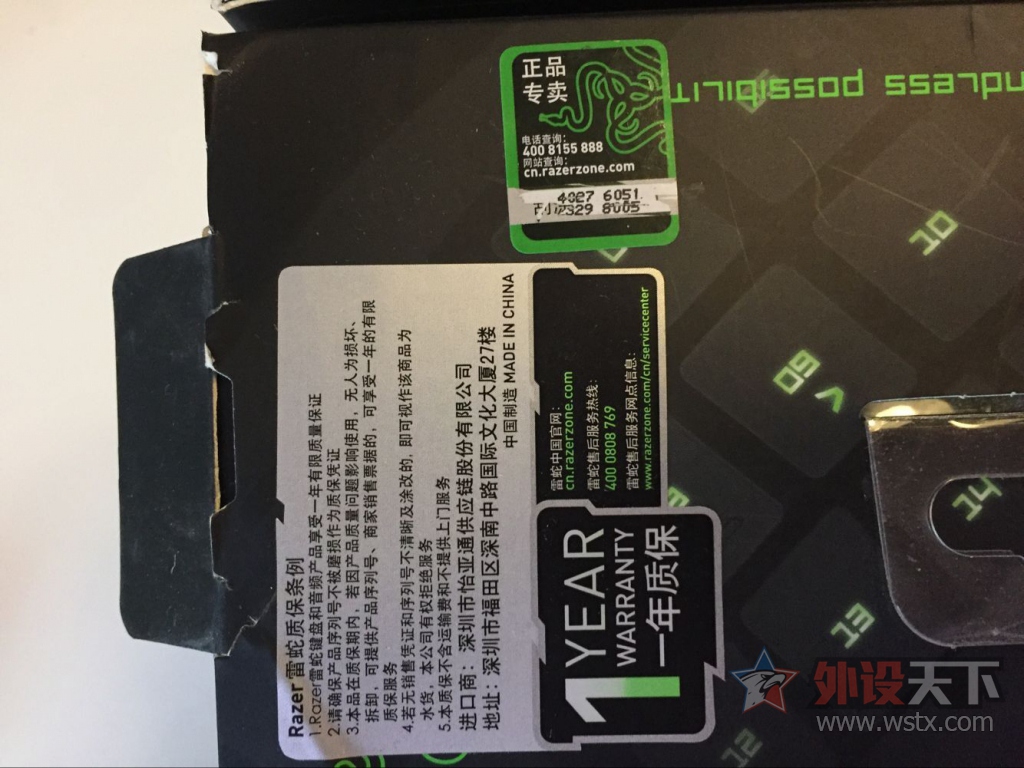 正品
专卖
电话查询：
400 8155 888
网站查询：
cn.razerzone.com
4027 6051
2329 8005
10
09
14
13
12
Razer 雷蛇质保条例
1.Razer雷蛇键盘和音频产品享受一年有限质量保证
2.请确保产品序列号不被磨损作为质保凭证
3.本品在质保期内，若因产品质量问题影响使用，无人为损坏、
拆卸，可提供产品序列号、商家销售票据的，可享受一年的有限
质保服务
4.若无销售凭证和序列号不清晰及涂改的，即可视作该商品为
水货，本公司有权拒绝服务
5.本质保不含运输费和不提供上门服务
进口商：深圳市怡亚通供应链股份有限公司
地址：深圳市福田区深南中路国际文化大厦27楼
中国制造 MADE IN CHINA
雷蛇中国官网：
cn.razerzone.com
雷蛇售后服务热线：
400 0808 769
雷蛇售后服务网点信息：
www.razerzone.com/cn/servicecenter
1 YEAR
WARRANTY
一年质保
外设天下
www.wstx.com